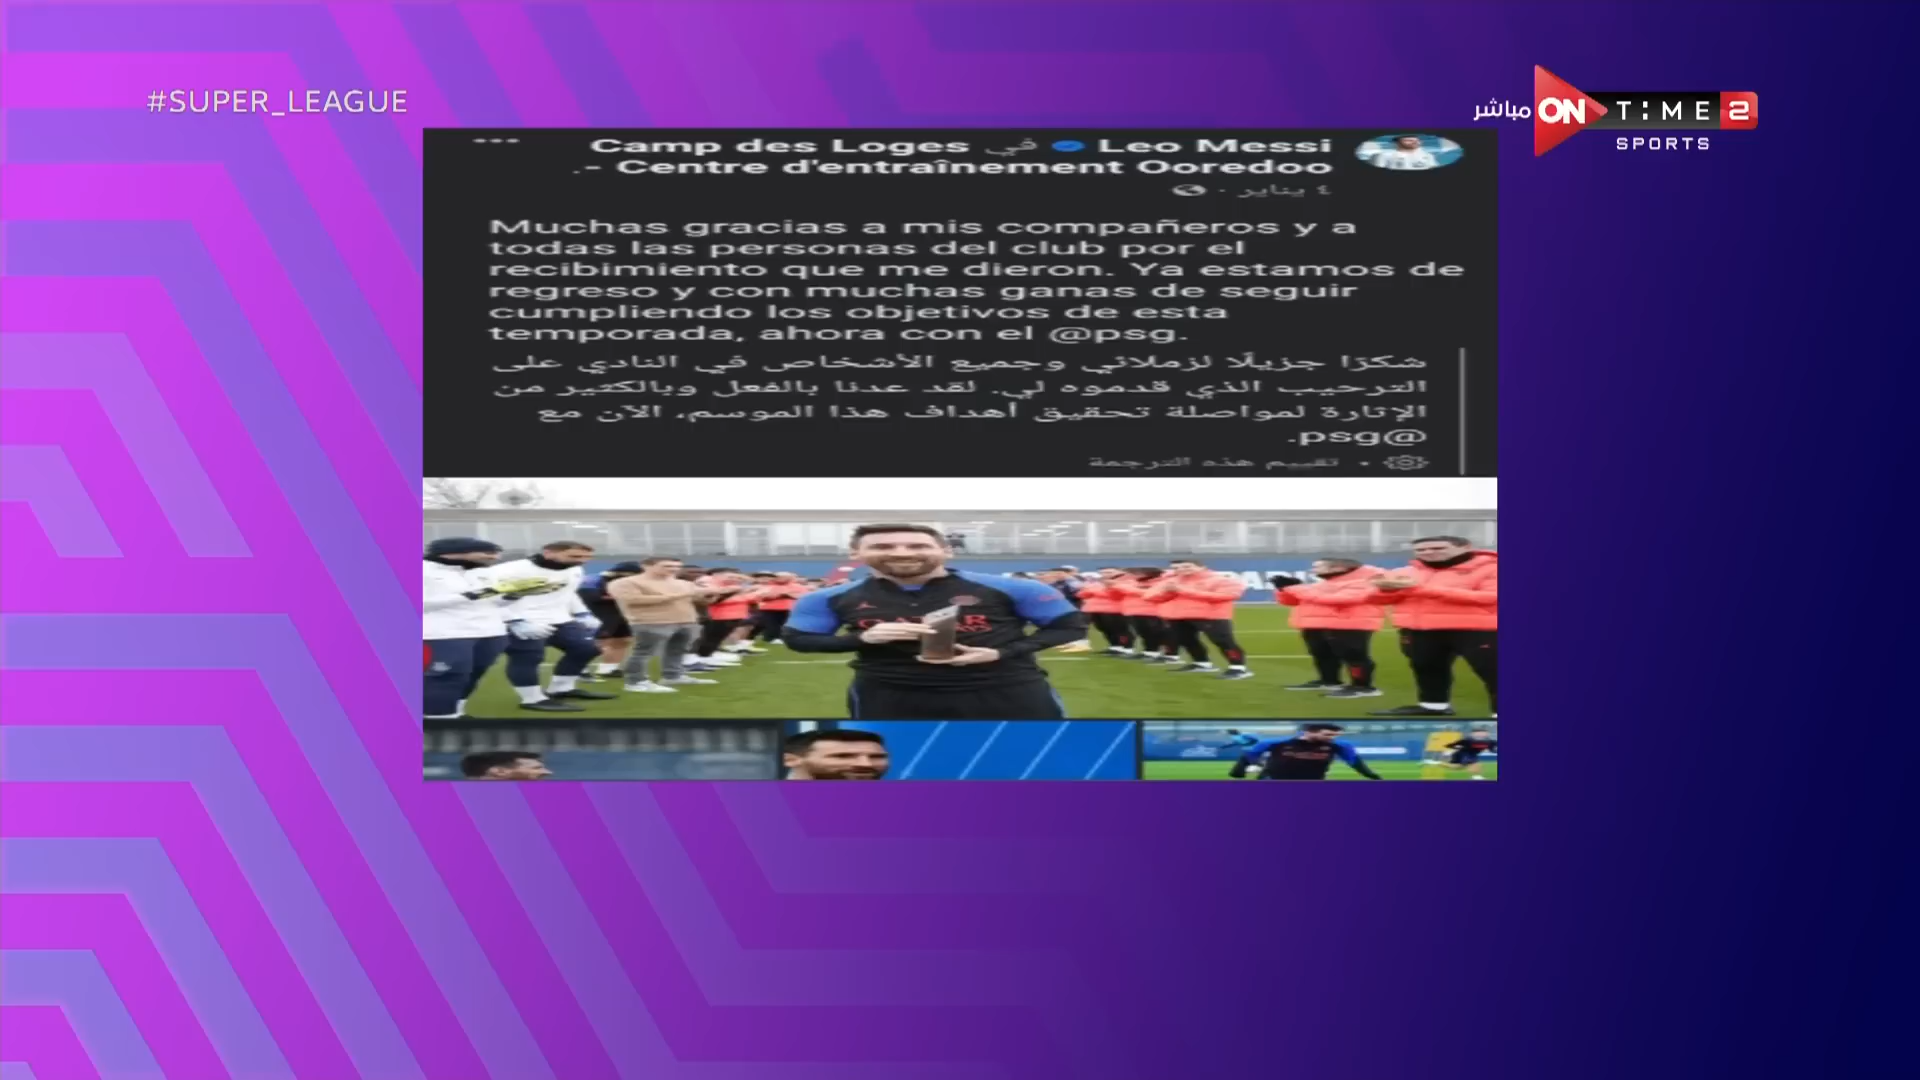 #SUPER_LEAGUE
مباشر
ON TIME 2
SPORTS
Leo Messi في Camp des Loges
Centre d'entraînement Ooredoo -.
٤ يناير ·
Muchas gracias a mis compañeros y a
todas las personas del club por el
recibimiento que me dieron. Ya estamos de
regreso y con muchas ganas de seguir
cumpliendo los objetivos de esta
temporada, ahora con el @psg.
شكرًا جزيلًا لزملائي وجميع الأشخاص في النادي على
الترحيب الذي قدموه لي. لقد عدنا بالفعل وبالكثير من
الإثارة لمواصلة تحقيق أهداف هذا الموسم، الآن مع
@psg.
تقييم هذه الترجمة